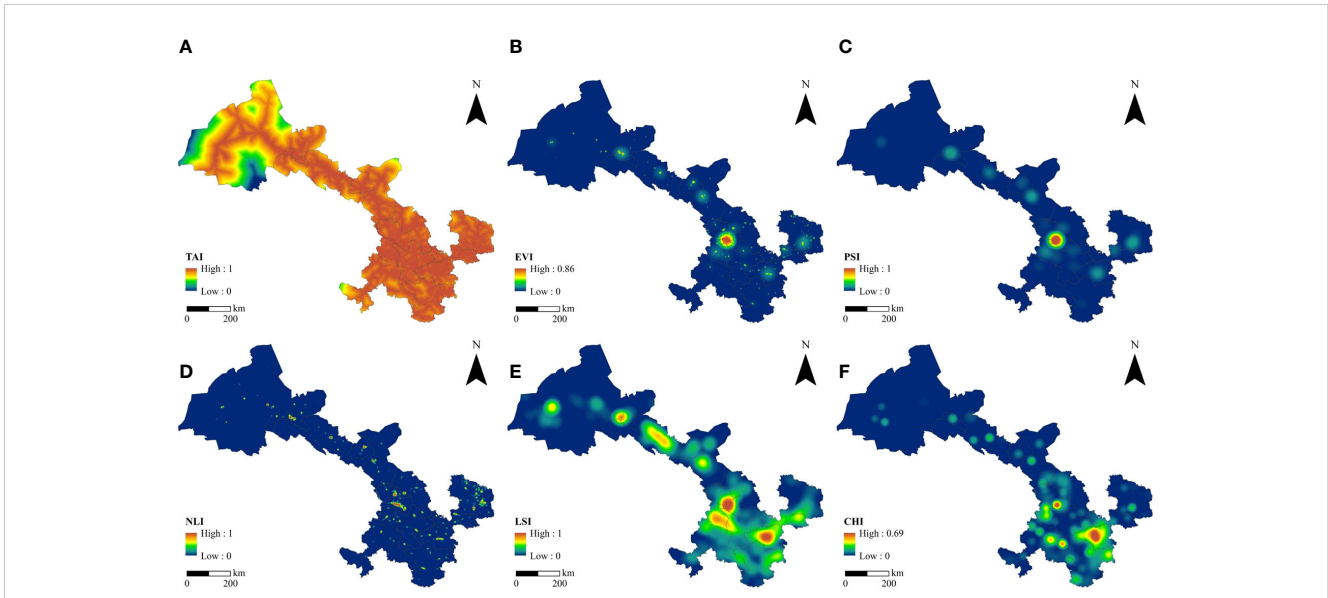 A
N
TAI
High : 1
Low : 0
km
0 200
B
N
EVI
High : 0.86
Low : 0
km
0 200
C
N
PSI
High : 1
Low : 0
km
0 200
D
N
NLI
High : 1
Low : 0
km
0 200
E
N
LSI
High : 1
Low : 0
km
0 200
F
N
CHI
High : 0.69
Low : 0
km
0 200